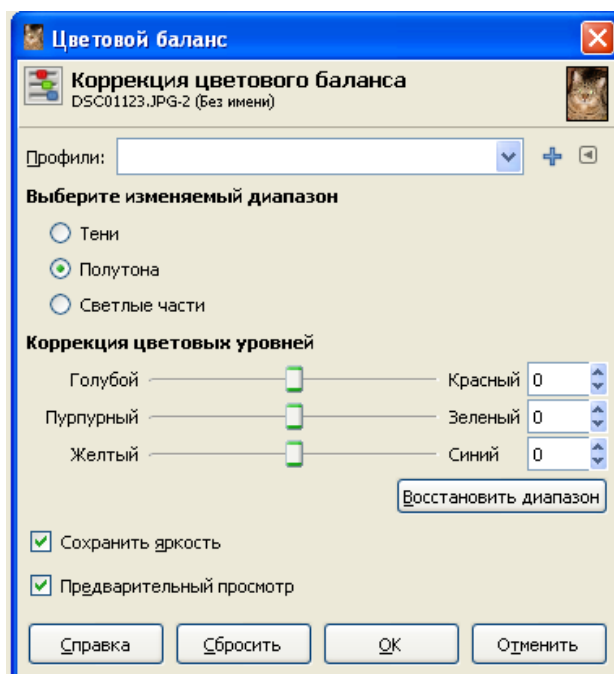 Цветовой баланс
Коррекция цветового баланса
DSC01123.JPG-2 (Без имени)
Профили:
Выберите изменяемый диапазон
Тени
Полутона
Светлые части
Коррекция цветовых уровней
Голубой Красный 0
Пурпурный Зеленый 0
Желтый Синий 0
Восстановить диапазон
Сохранить яркость
Предварительный просмотр
Справка Сбросить OK Отменить